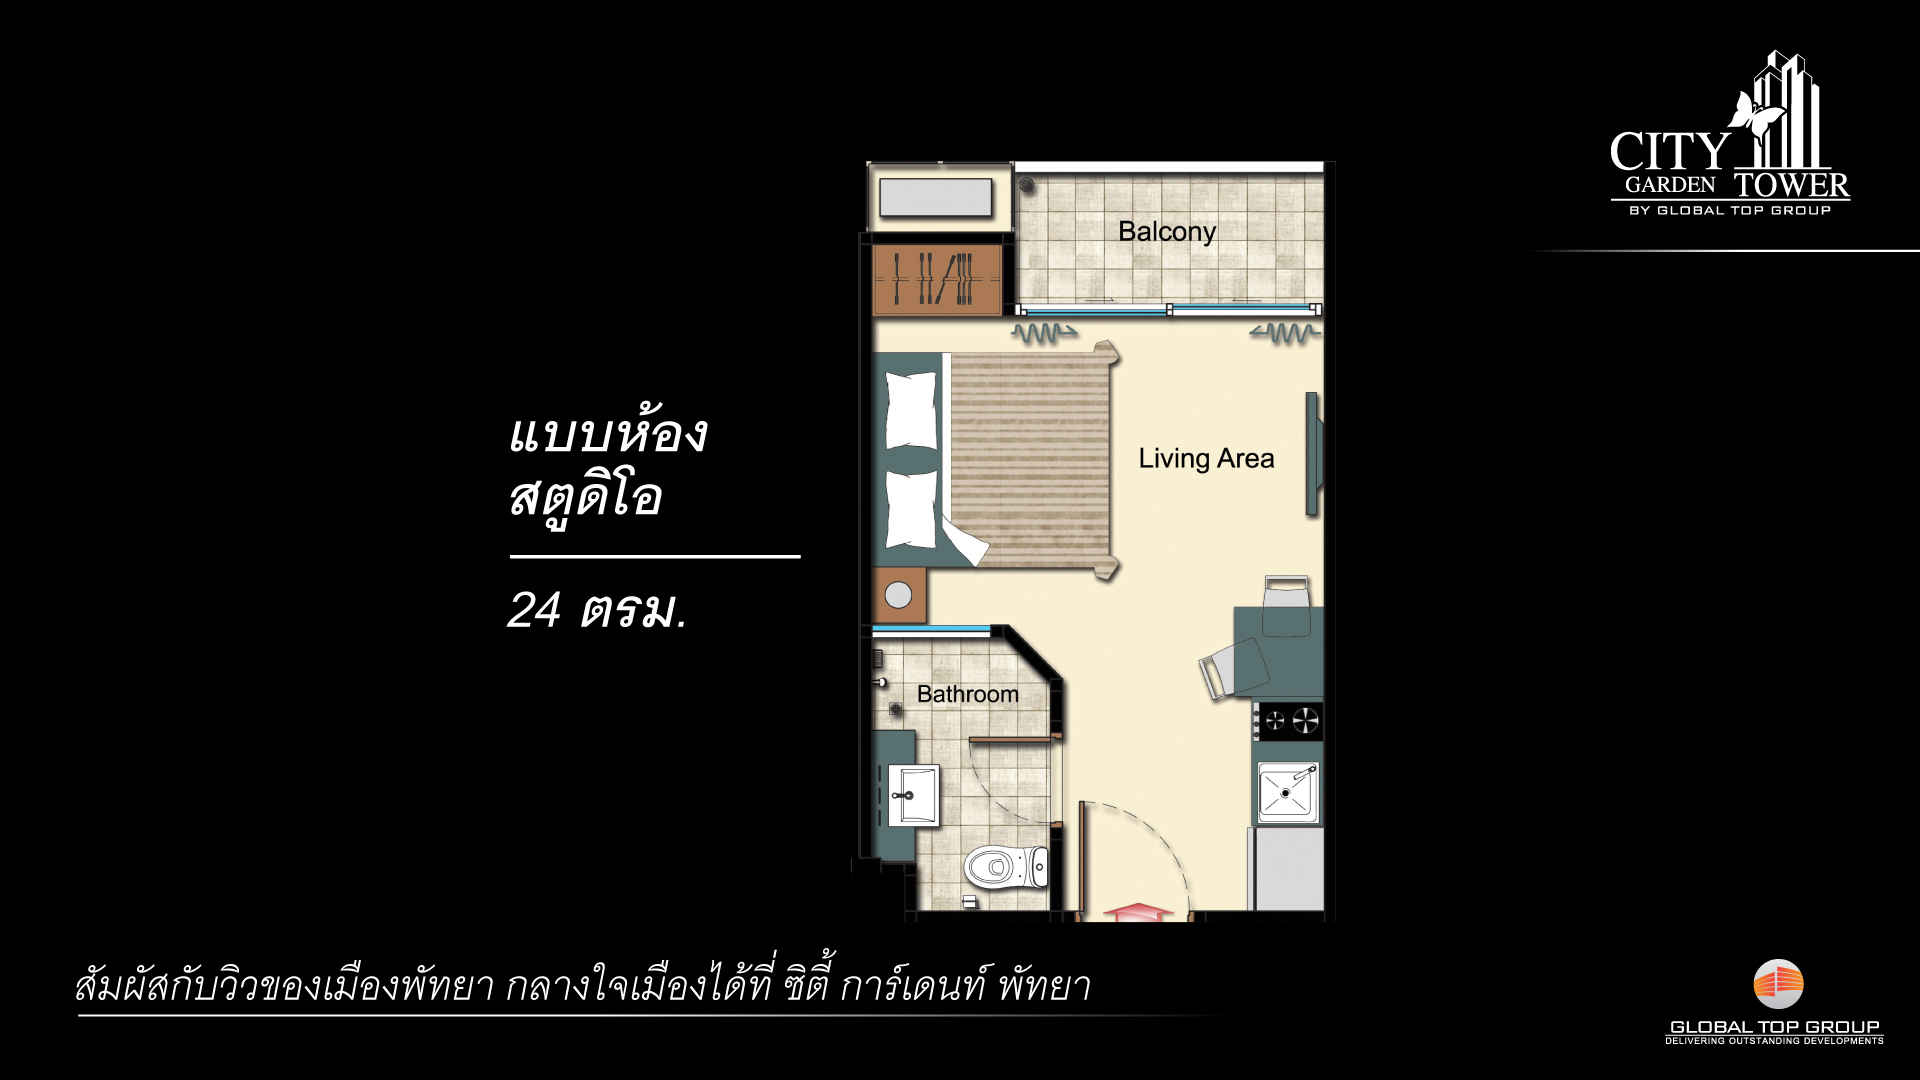 CITY
GARDEN TOWER
BY GLOBAL TOP GROUP
Balcony
แบบห้อง
สตูดิโอ
24 ตรม.
Living Area
Bathroom
สัมผัสกับวิวของเมืองพัทยา กลางใจเมืองได้ที่ ซิตี้ การ์เดนท์ พัทยา
GLOBAL TOP GROUP
DELIVERING OUTSTANDING DEVELOPMENTS